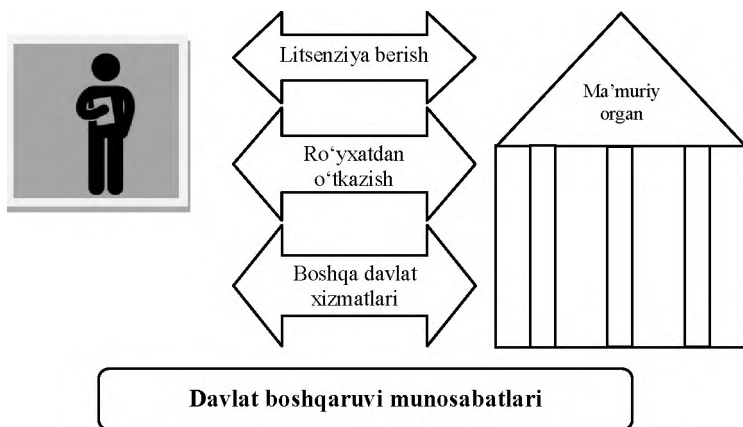 Litsenziya berish
Ma’muriy
organ
Ro‘yxatdan
o‘tkazish
Boshqa davlat
xizmatlari
Davlat boshqaruvi munosabatlari